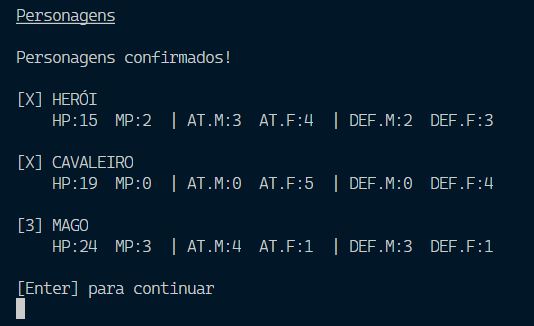 Personagens
Personagens confirmados!
[X] HERÓI
HP:15  MP:2  | AT.M:3  AT.F:4  | DEF.M:2  DEF.F:3
[X] CAVALEIRO
HP:19  MP:0  | AT.M:0  AT.F:5  | DEF.M:0  DEF.F:4
[3] MAGO
HP:24  MP:3  | AT.M:4  AT.F:1  | DEF.M:3  DEF.F:1
[Enter] para continuar